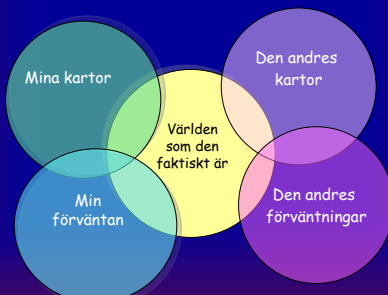 Mina kartor
Den andres
kartor
Världen
som den
faktiskt är
Min
förväntan
Den andres
förväntningar